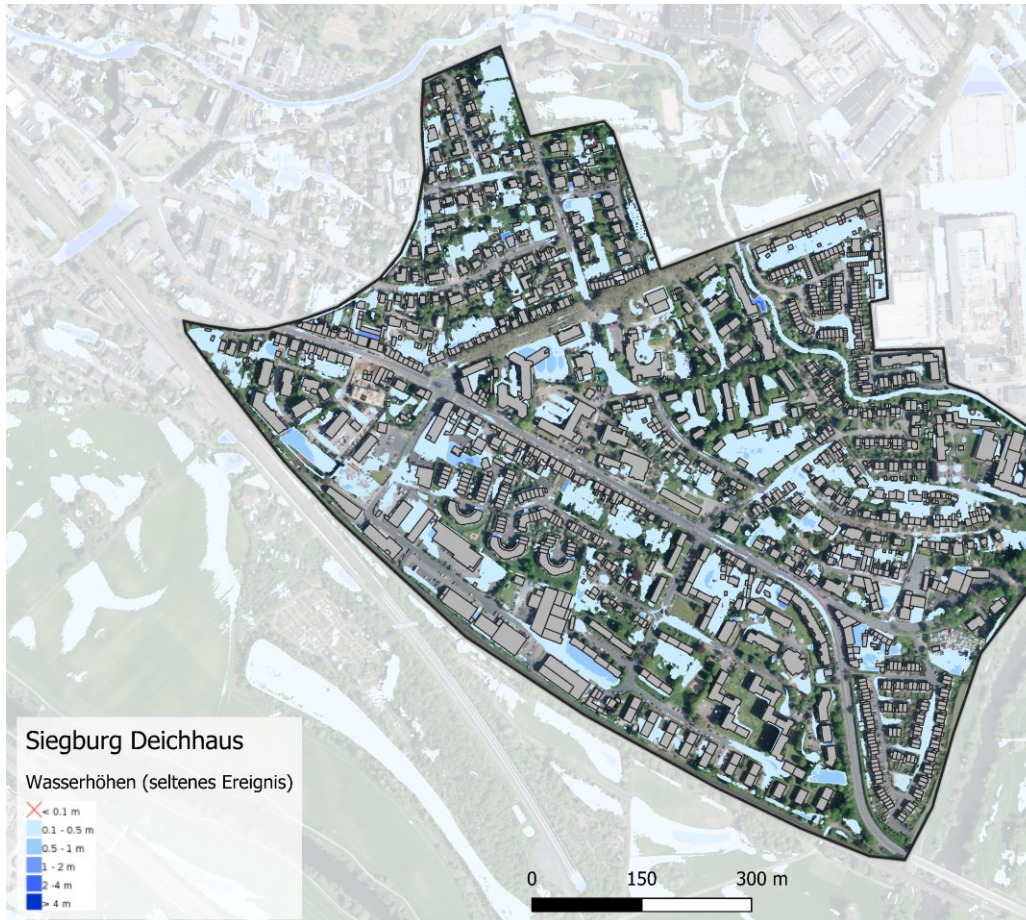 Siegburg Deichhaus
Wasserhöhen (seltenes Ereignis)
< 0.1 m
0.1 - 0.5 m
0.5 - 1 m
1 - 2 m
2 -4 m
> 4 m
0 150 300 m